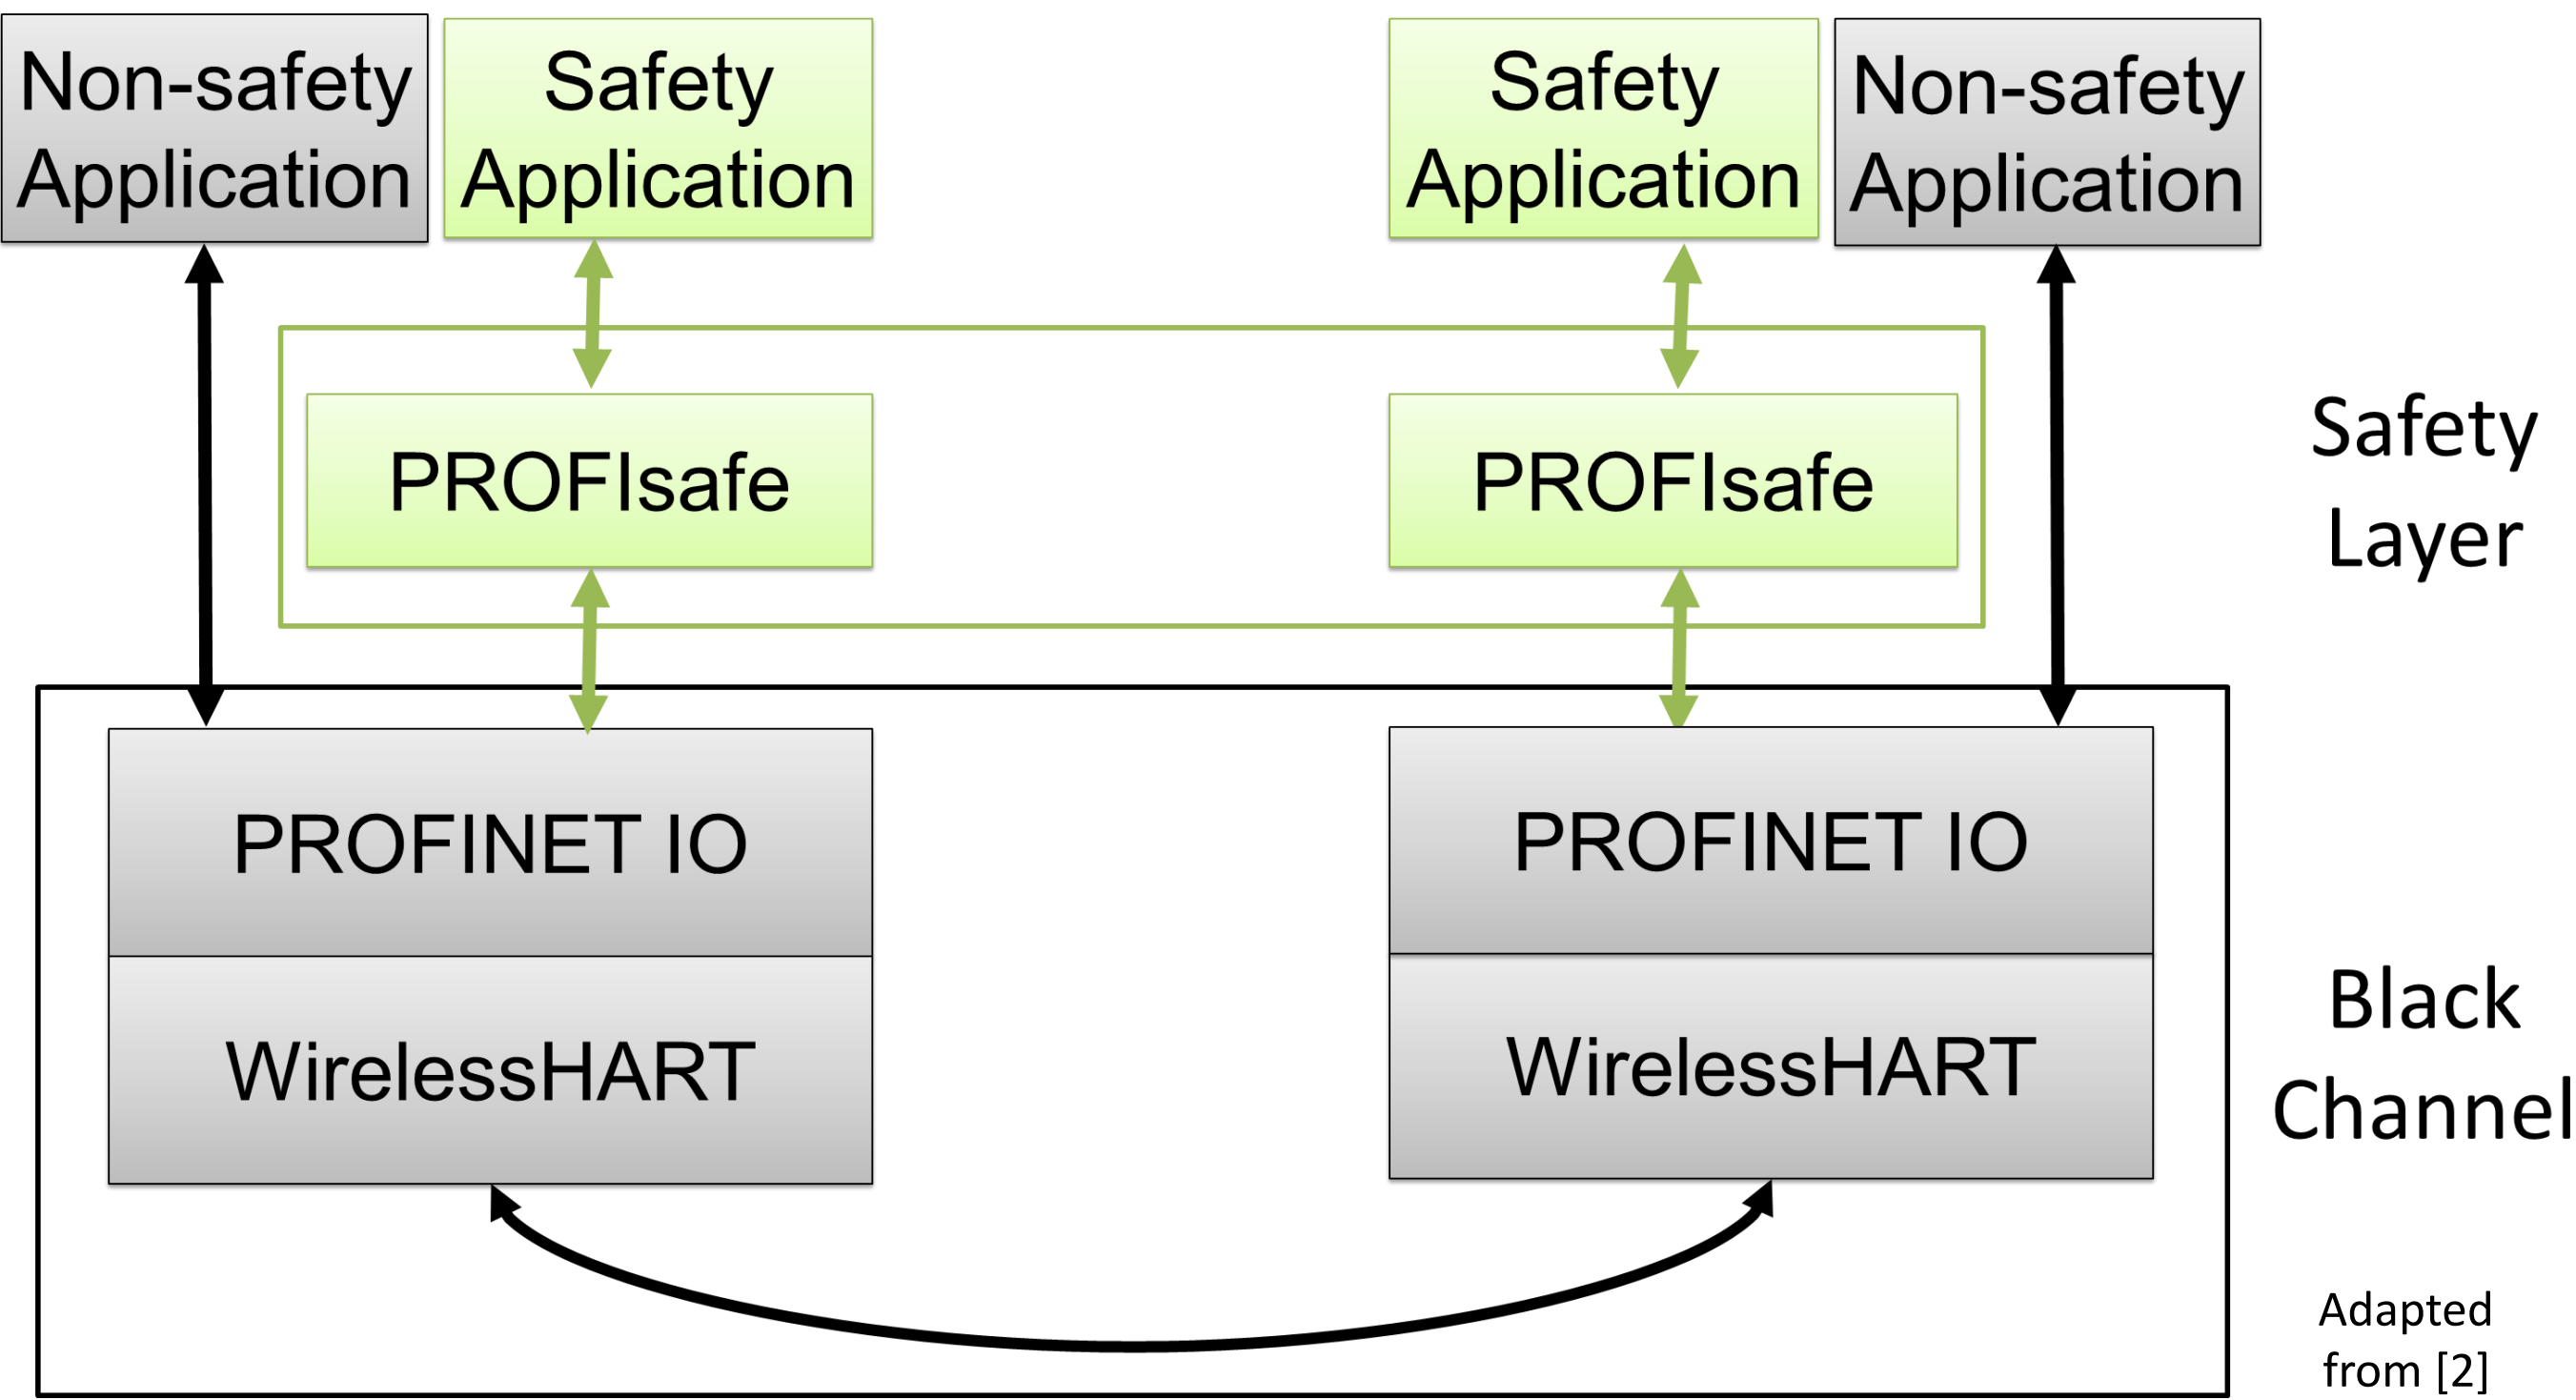 Non-safety
Application
Safety
Application
Safety
Application
Non-safety
Application
PROFIsafe
PROFIsafe
Safety
Layer
PROFINET IO
PROFINET IO
WirelessHART
WirelessHART
Black
Channel
Adapted
from [2]